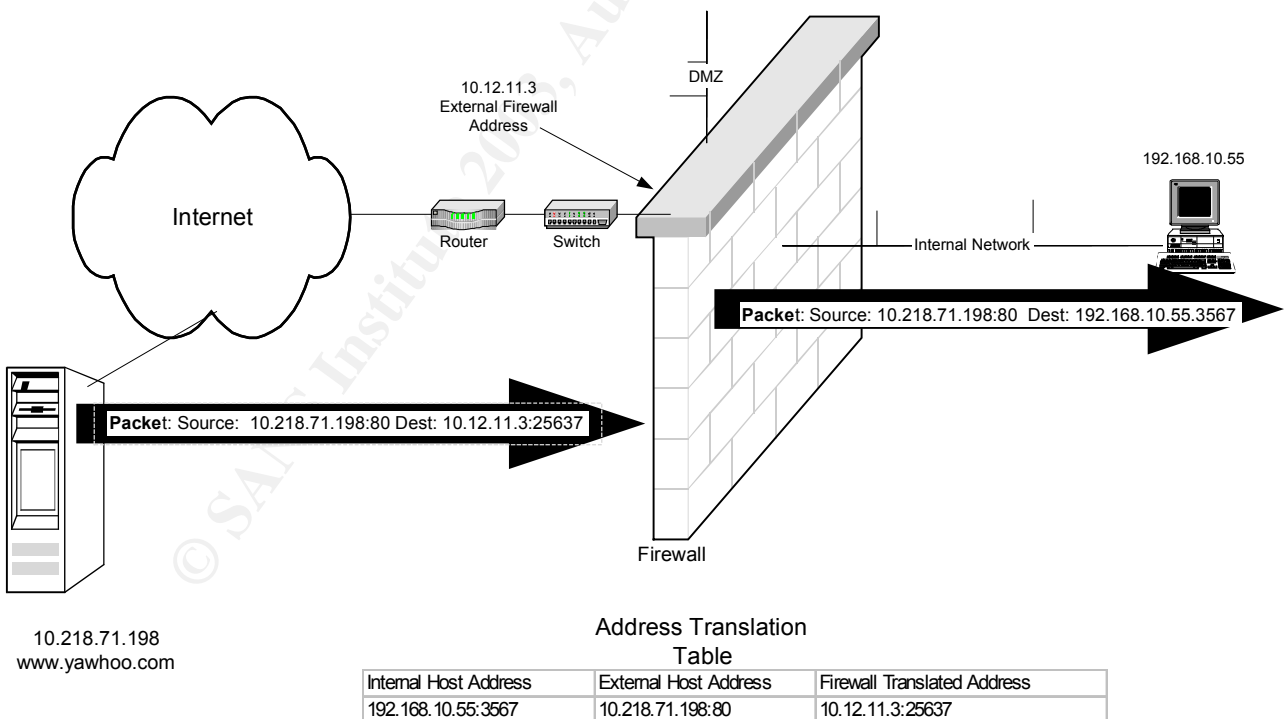 © SANS Institute 2003, Au
DMZ
10.12.11.3
External Firewall
Address
192.168.10.55
Internet
Router
Switch
Internal Network
Packet: Source: 10.218.71.198:80 Dest: 192.168.10.55.3567
Packet: Source: 10.218.71.198:80 Dest: 10.12.11.3:25637
Firewall
10.218.71.198
www.yawhoo.com
Address Translation
Table
Internal Host Address External Host Address Firewall Translated Address
192.168.10.55:3567 10.218.71.198:80 10.12.11.3:25637